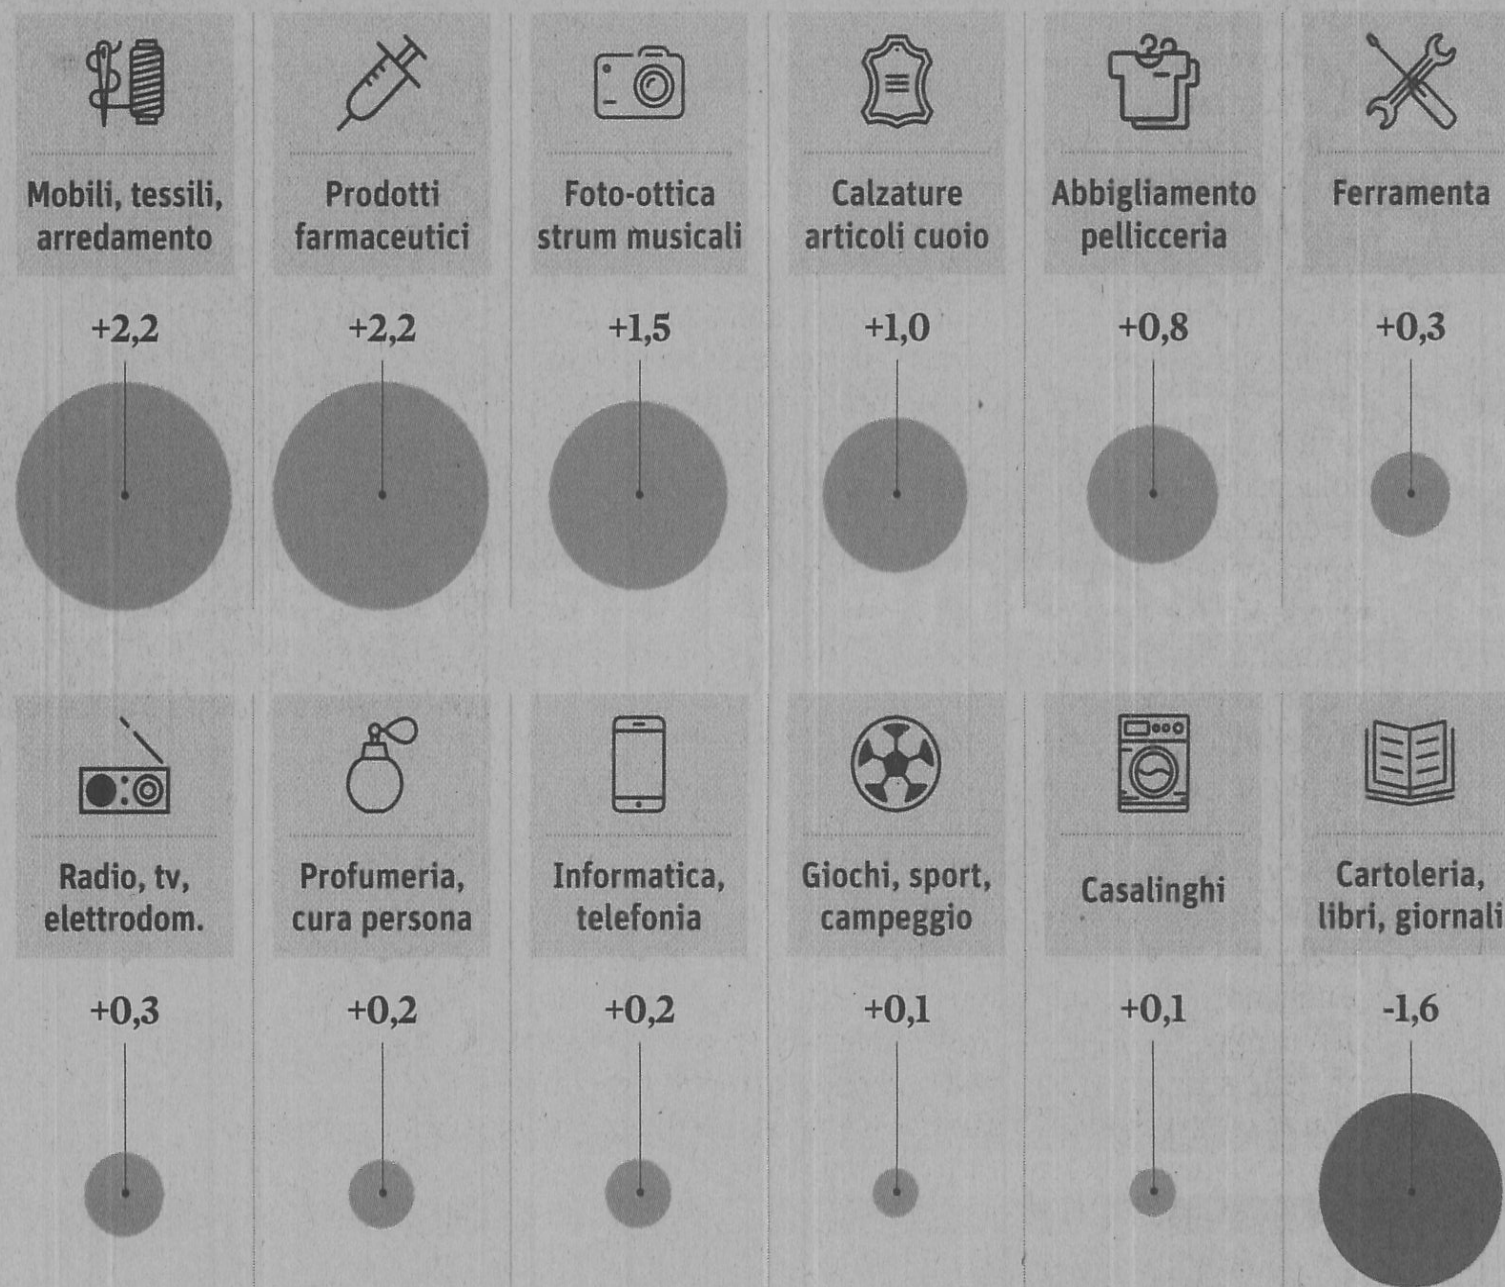 Mobili, tessili,
arredamento
Prodotti
farmaceutici
Foto-ottica
strum musicali
Calzature
articoli cuoio
Abbigliamento
pellicceria
Ferramenta
+2,2
+2,2
+1,5
+1,0
+0,8
+0,3
Radio, tv,
elettrodom.
Profumeria,
cura persona
Informatica,
telefonia
Giochi, sport,
campeggio
Casalinghi
Cartoleria,
libri, giornali
+0,3
+0,2
+0,2
+0,1
+0,1
-1,6